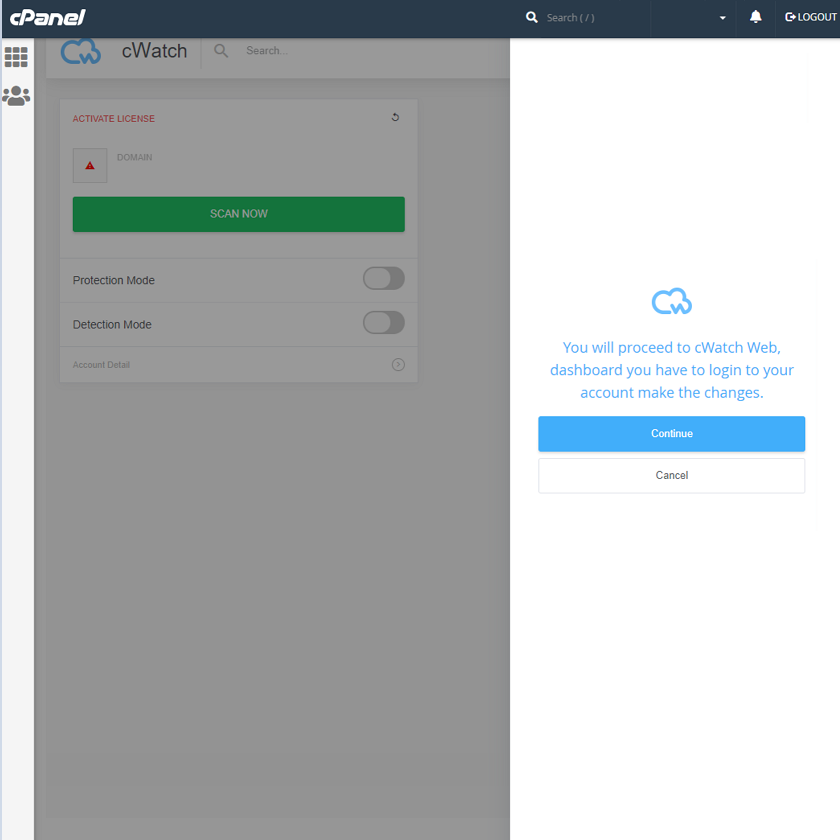 cPanel
Search ( / )
LOGOUT
cWatch
Search...
ACTIVATE LICENSE
DOMAIN
SCAN NOW
Protection Mode
Detection Mode
Account Detail
You will proceed to cWatch Web,
dashboard you have to login to your
account make the changes.
Continue
Cancel